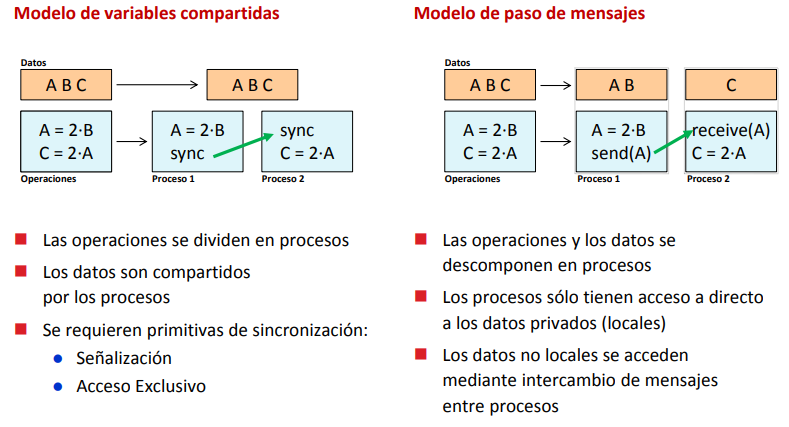 Modelo de variables compartidas
Datos
A B C
A B C
A = 2·B
C = 2·A
A = 2·B
sync
sync
C = 2·A
Operaciones
Proceso 1
Proceso 2
Las operaciones se dividen en procesos
Los datos son compartidos
por los procesos
Se requieren primitivas de sincronización:
Señalización
Acceso Exclusivo
Modelo de paso de mensajes
Datos
A B C
A B
C
A = 2·B
C = 2·A
A = 2·B
send(A)
receive(A)
C = 2·A
Operaciones
Proceso 1
Proceso 2
Las operaciones y los datos se
descomponen en procesos
Los procesos sólo tienen acceso a directo
a los datos privados (locales)
Los datos no locales se acceden
mediante intercambio de mensajes
entre procesos